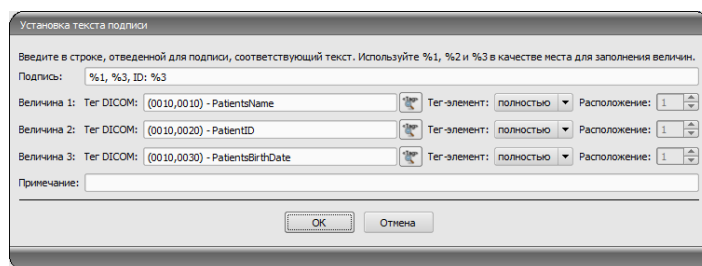 Установка текста подписи
Введите в строке, отведенной для подписи, соответствующий текст. Используйте %1, %2 и %3 в качестве места для заполнения величин.
Подпись: %1, %3, ID: %3
Величина 1: Тег DICOM: (0010,0010) - PatientsName Тег-элемент: полностью Расположение: 1
Величина 2: Тег DICOM: (0010,0020) - PatientID Тег-элемент: полностью Расположение: 1
Величина 3: Тег DICOM: (0010,0030) - PatientsBirthDate Тег-элемент: полностью Расположение: 1
Примечание:
OK Отмена